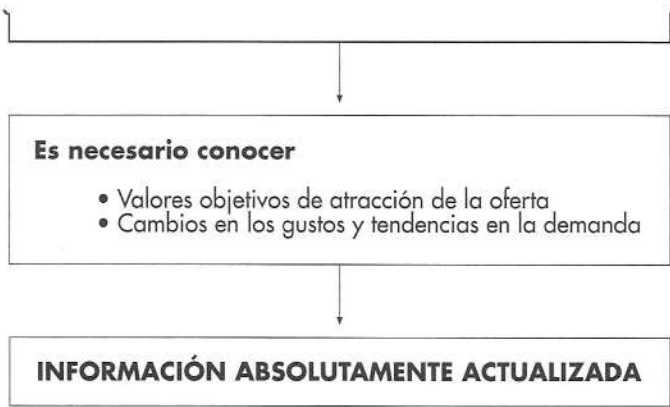 Es necesario conocer
• Valores objetivos de atracción de la oferta
• Cambios en los gustos y tendencias en la demanda
INFORMACIÓN ABSOLUTAMENTE ACTUALIZADA